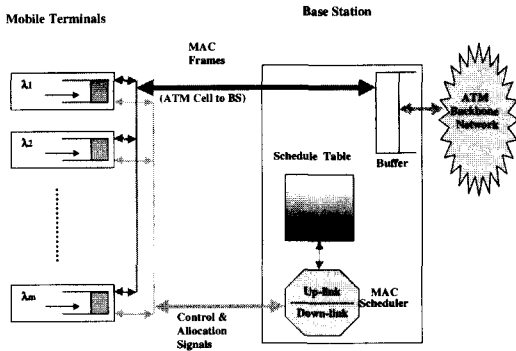 Mobile Terminals
Base Station
MAC
Frames
(ATM Cell to BS)
λ1
λ2
λm
ATM
Backbone
Network
Buffer
Schedule Table
Up-link
Down-link
MAC
Scheduler
Control &
Allocation
Signals